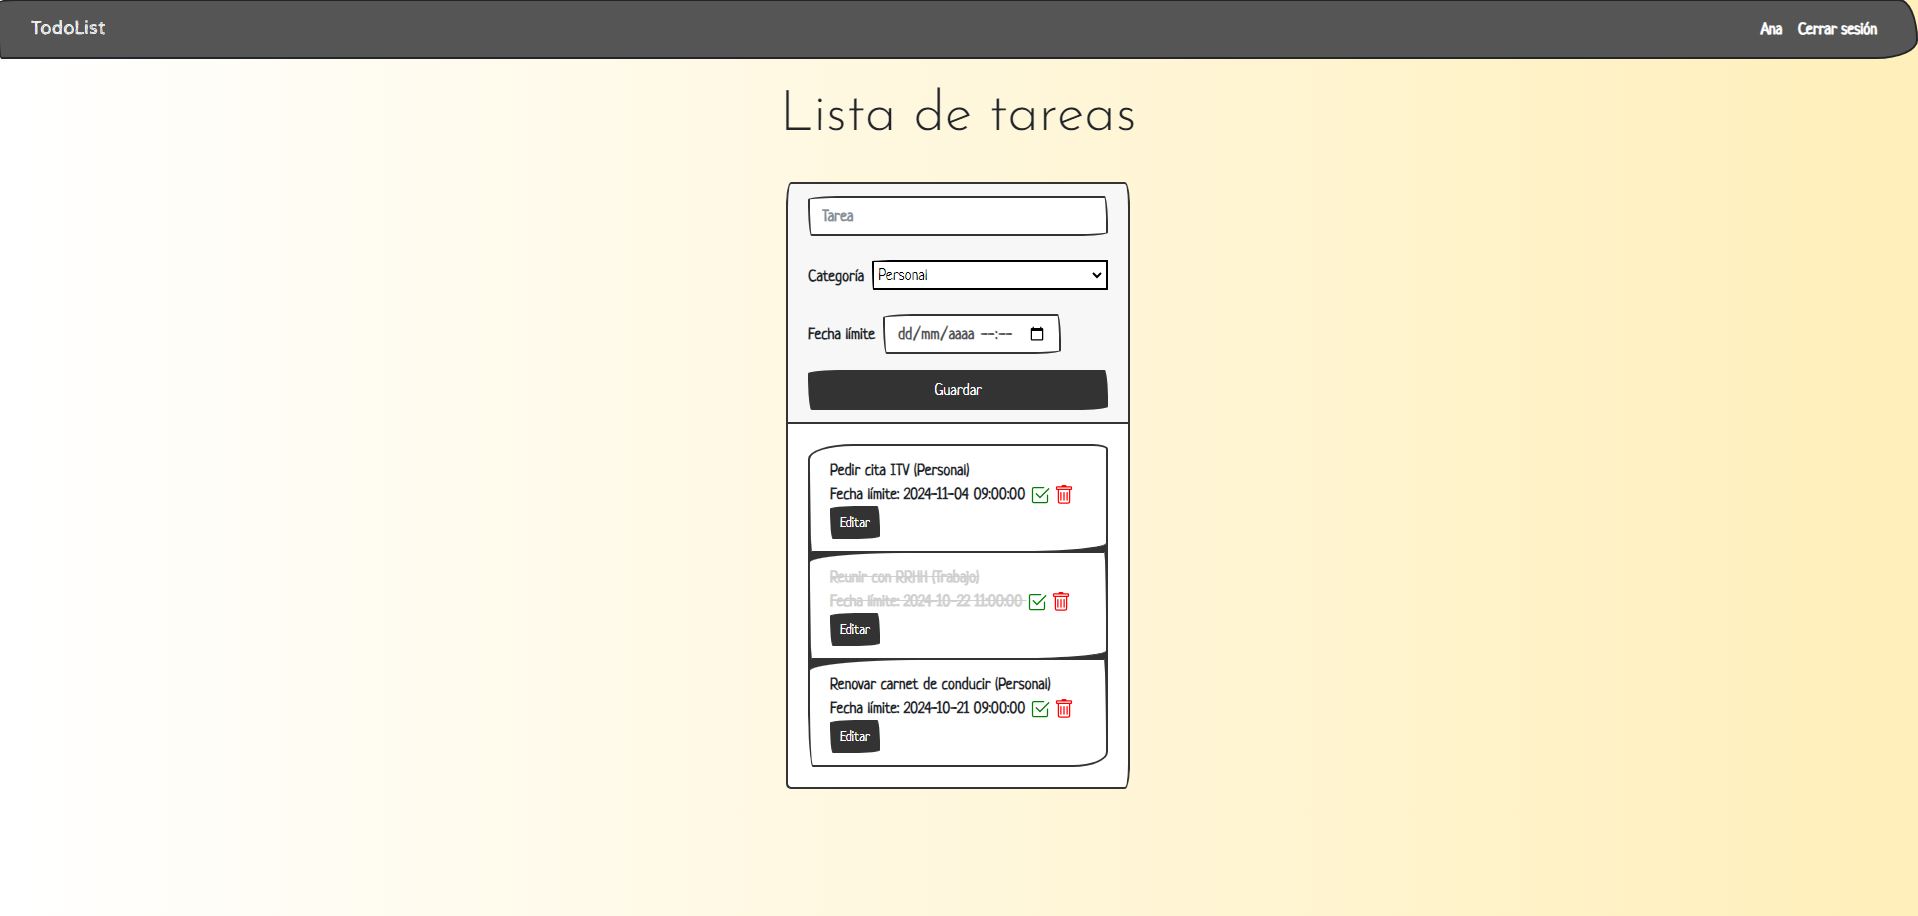 TodoList
Ana Cerrar sesión
Lista de tareas
Tarea
Categoría Personal
Fecha límite dd/mm/aaaa --:--
Guardar
Pedir cita ITV (Personal)
Fecha límite: 2024-11-04 09:00:00
Editar
Reunir con RRHH (Trabajo)
Fecha límite: 2024-10-22 11:00:00
Editar
Renovar carnet de conducir (Personal)
Fecha límite: 2024-10-21 09:00:00
Editar